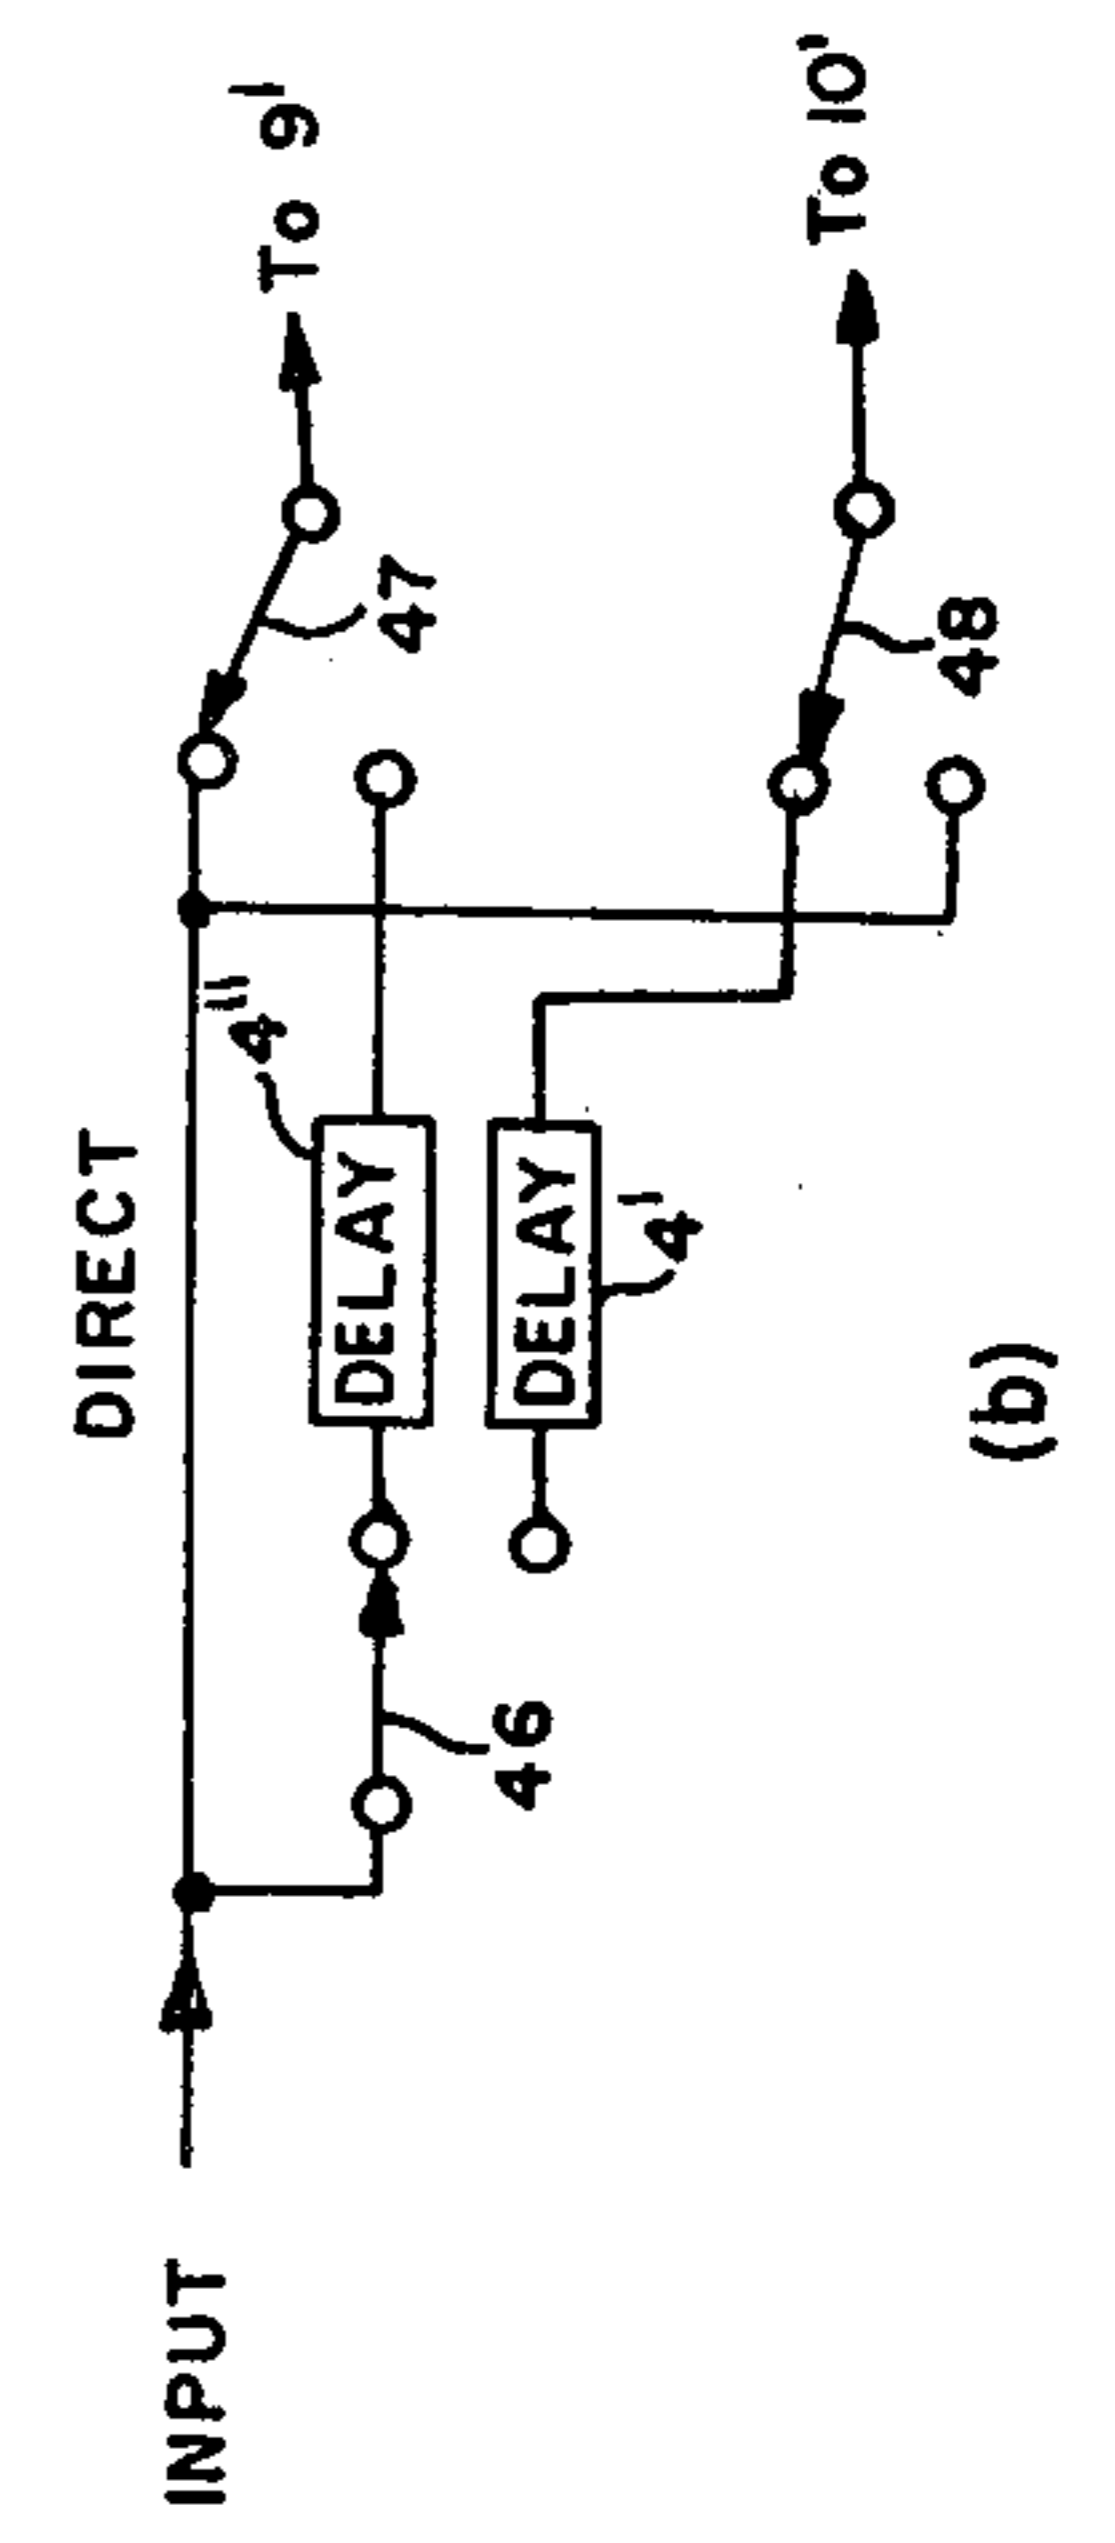 INPUT
DIRECT
To 9'
46
DELAY
4"
47
DELAY
4'
To 10'
48
(b)